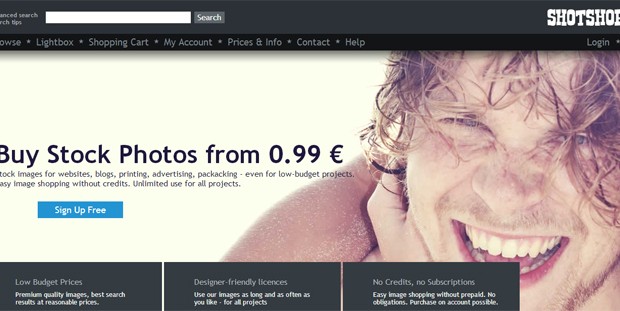 anced search
rch tips
Search
SHOTSHOP
owse * Lightbox * Shopping Cart * My Account * Prices & Info * Contact * Help
Login *
Buy Stock Photos from 0.99 €
tock Images for websites, blogs, printing, advertising, packacking - even for low-budget projects.
asy image shopping without credits. Unlimited use for all projects.
Sign Up Free
Low Budget Prices
Premium quality images, best search
results at reasonable prices.
Designer-friendly licences
Use our images as long and as often as
you like - for all projects
No Credits, no Subscriptions
Easy image shopping without prepaid. No
obligations. Purchase on account possible.